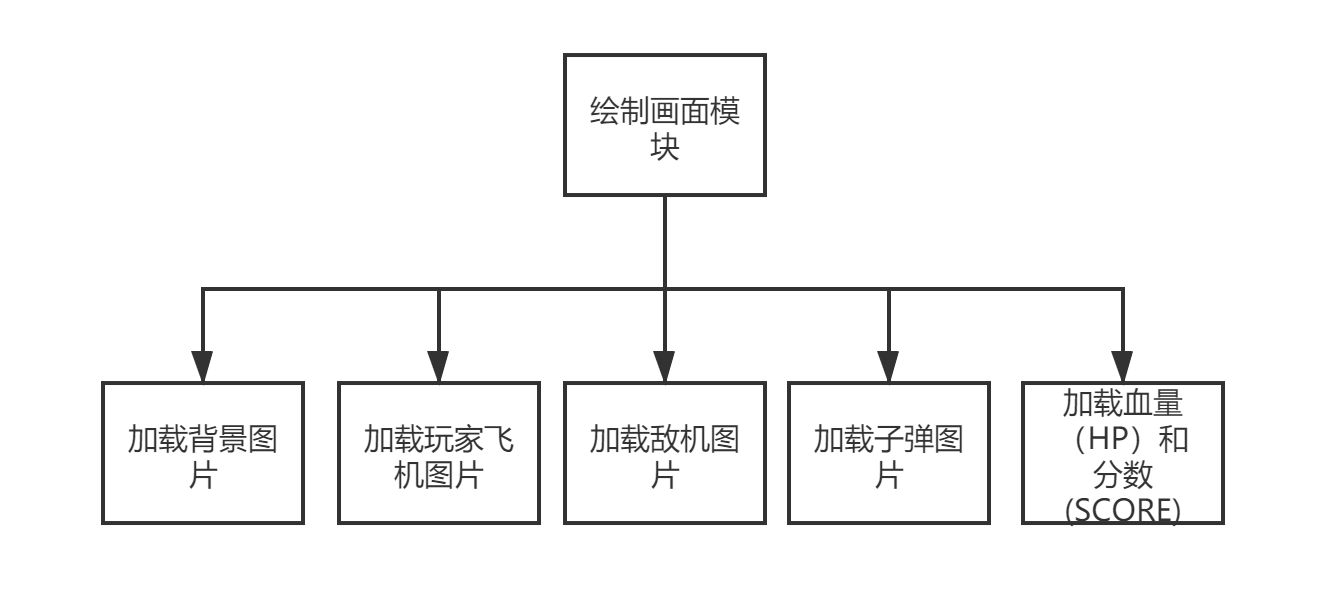 绘制画面模
块
加载背景图
片
加载玩家飞
机图片
加载敌机图
片
加载子弹图
片
加载血量
（HP）和
分数
(SCORE)